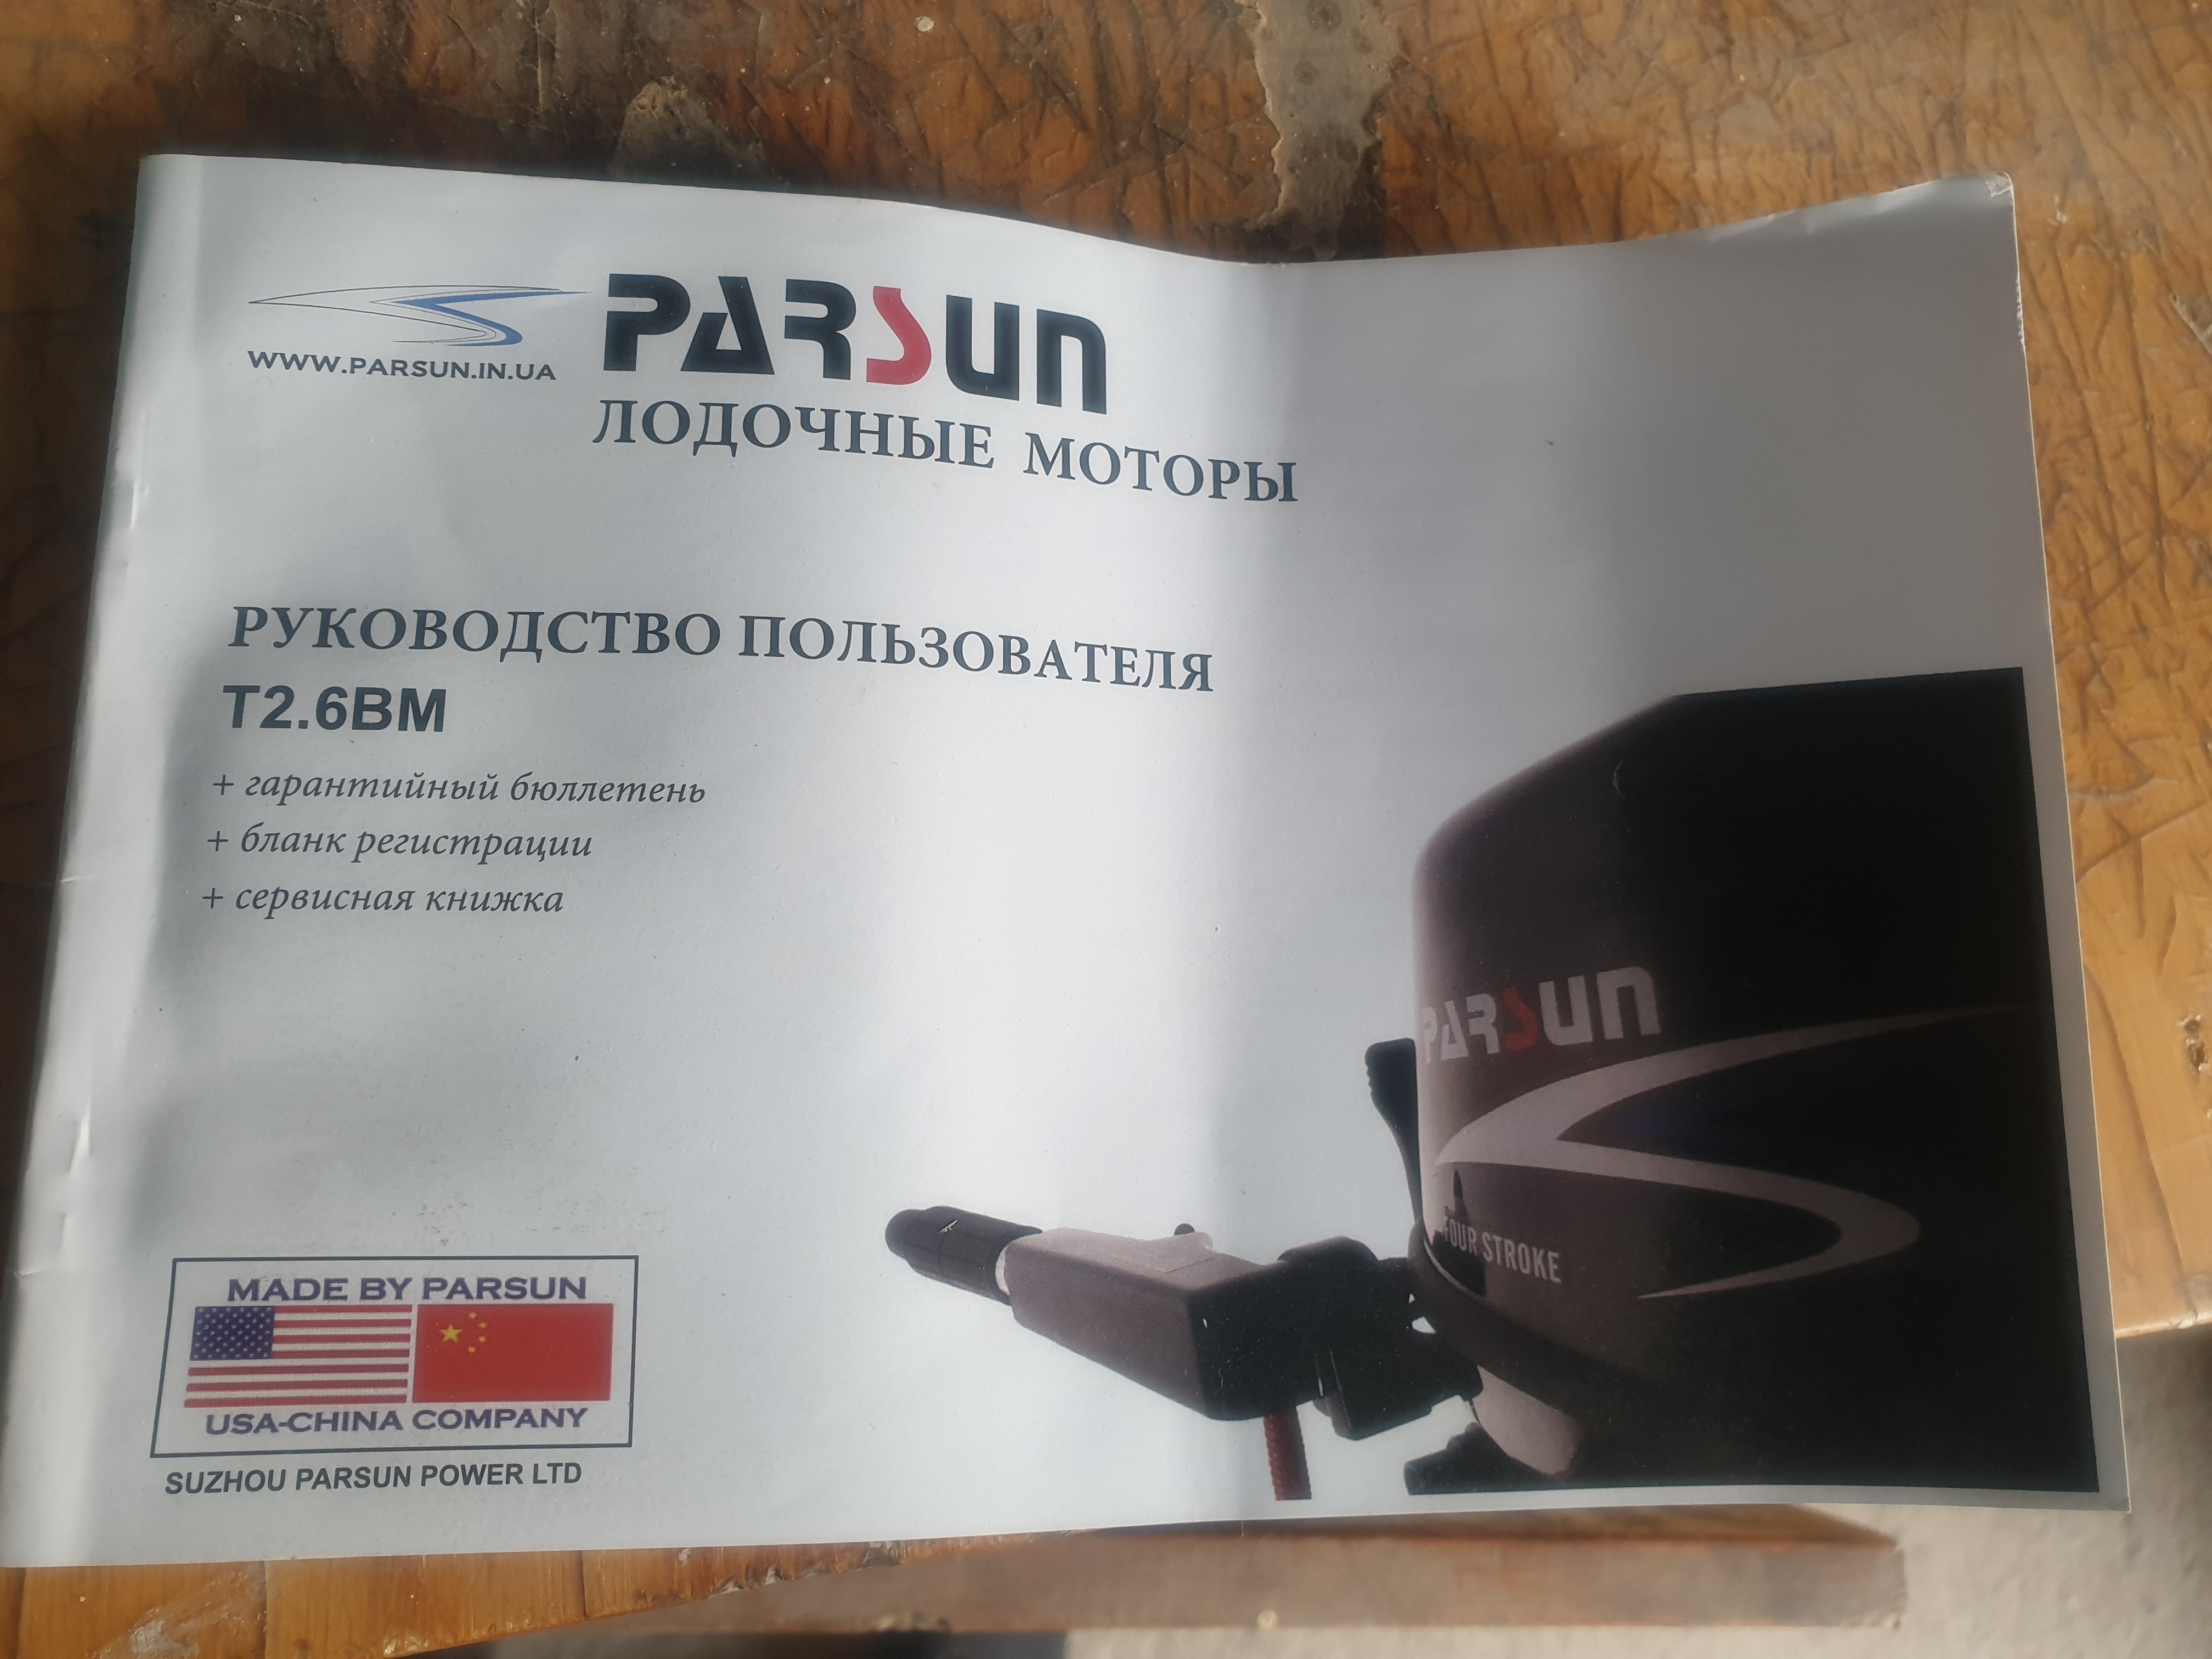 WWW.PARSUN.IN.UA
PARSUN
ЛОДОЧНЫЕ МОТОРЫ
РУКОВОДСТВО ПОЛЬЗОВАТЕЛЯ
T2.6BM
+ гарантийный бюллетень
+ бланк регистрации
+ сервисная книжка
PARSUN
FOUR STROKE
MADE BY PARSUN
USA-CHINA COMPANY
SUZHOU PARSUN POWER LTD